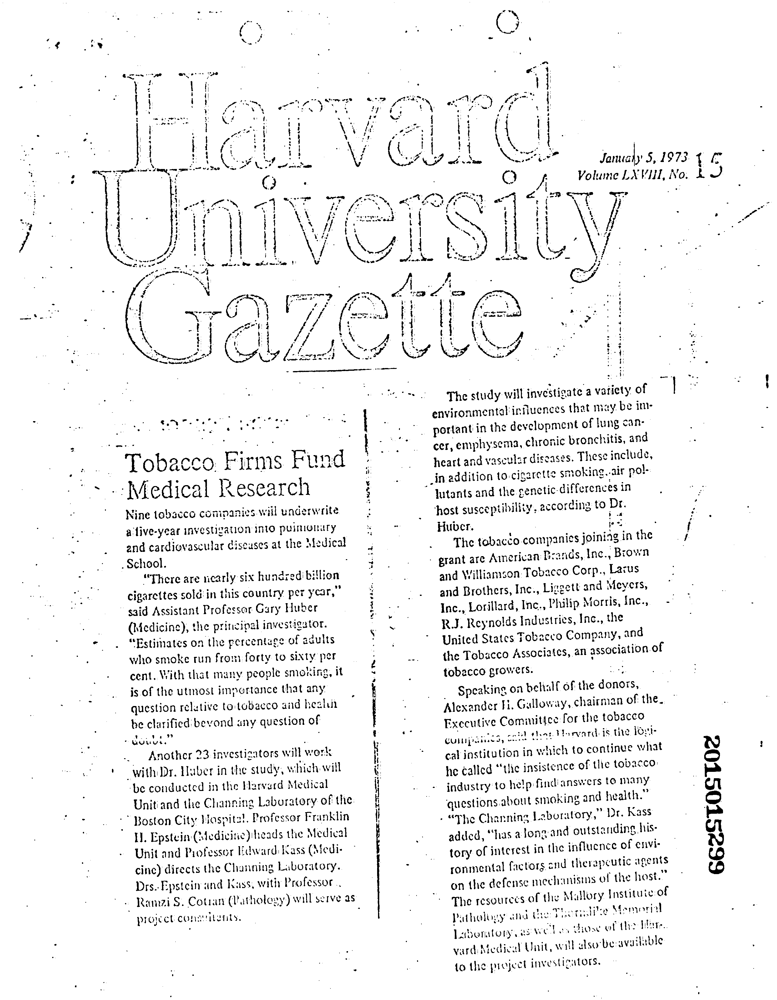 Harvard
University
Gazette
January 5, 1973
Volume LXVIII, No. 15
Tobacco Firms Fund
Medical Research
Nine tobacco companies will underwrite
a five-year investigation into pulmonary
and cardiovascular diseases at the Medical
School.
"There are nearly six hundred billion
cigarettes sold in this country per year,"
said Assistant Professor Gary Huber
(Medicine), the principal investigator.
"Estimates on the percentage of adults
who smoke run from forty to sixty per
cent. With that many people smoking, it
is of the utmost importance that any
question relative to tobacco and health
be clarified beyond any question of
doubt."
Another 23 investigators will work
with Dr. Huber in the study, which will
be conducted in the Harvard Medical
Unit and the Channing Laboratory of the
Boston City Hospital. Professor Franklin
H. Epstein (Medicine) heads the Medical
Unit and Professor Edward Kass (Medi-
cine) directs the Channing Laboratory.
Drs. Epstein and Kass, with Professor
Ramzi S. Cotran (Pathology) will serve as
project consultants.
The study will investigate a variety of
environmental influences that may be im-
portant in the development of lung can-
cer, emphysema, chronic bronchitis, and
heart and vascular diseases. These include,
in addition to cigarette smoking, air pol-
lutants and the genetic differences in
host susceptibility, according to Dr.
Huber.
The tobacco companies joining in the
grant are American Brands, Inc., Brown
and Williamson Tobacco Corp., Larus
and Brothers, Inc., Liggett and Meyers,
Inc., Lorillard, Inc., Philip Morris, Inc.,
R.J. Reynolds Industries, Inc., the
United States Tobacco Company, and
the Tobacco Associates, an association of
tobacco growers.
Speaking on behalf of the donors,
Alexander H. Galloway, chairman of the
Executive Committee for the tobacco
companies, said that Harvard is the logi-
cal institution in which to continue what
he called "the insistence of the tobacco
industry to help find answers to many
questions about smoking and health."
"The Channing Laboratory," Dr. Kass
added, "has a long and outstanding his-
tory of interest in the influence of envi-
ronmental factors and therapeutic agents
on the defense mechanisms of the host."
The resources of the Mallory Institute of
Pathology and the Thorndike Memorial
Laboratory, as well as those of the Har-
vard Medical Unit, will also be available
to the project investigators.
2015015299